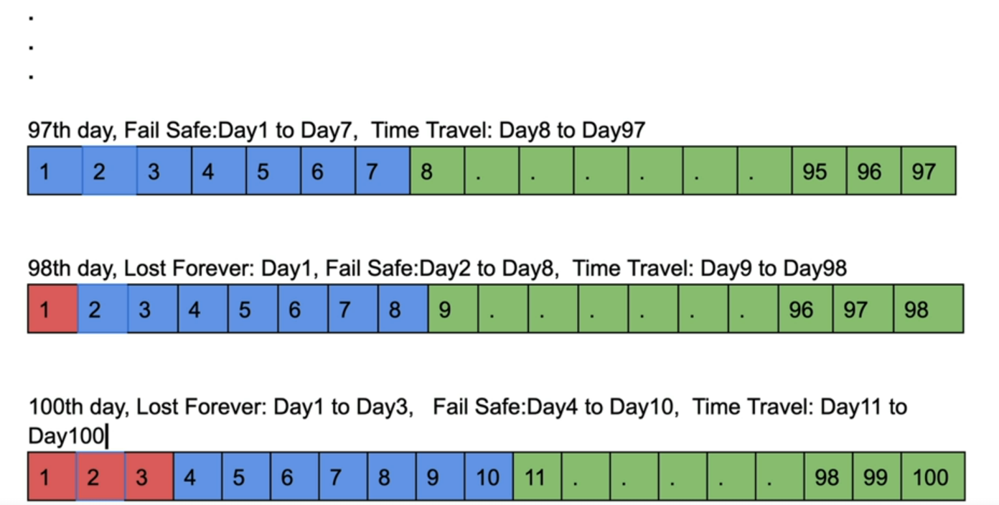 .
.
.
97th day, Fail Safe:Day1 to Day7,  Time Travel: Day8 to Day97
1 2 3 4 5 6 7 8 . . . . . . 95 96 97
98th day, Lost Forever: Day1, Fail Safe:Day2 to Day8,  Time Travel: Day9 to Day98
1 2 3 4 5 6 7 8 9 . . . . . . 96 97 98
100th day, Lost Forever: Day1 to Day3,   Fail Safe:Day4 to Day10,  Time Travel: Day11 to
Day100
1 2 3 4 5 6 7 8 9 10 11 . . . . . 98 99 100